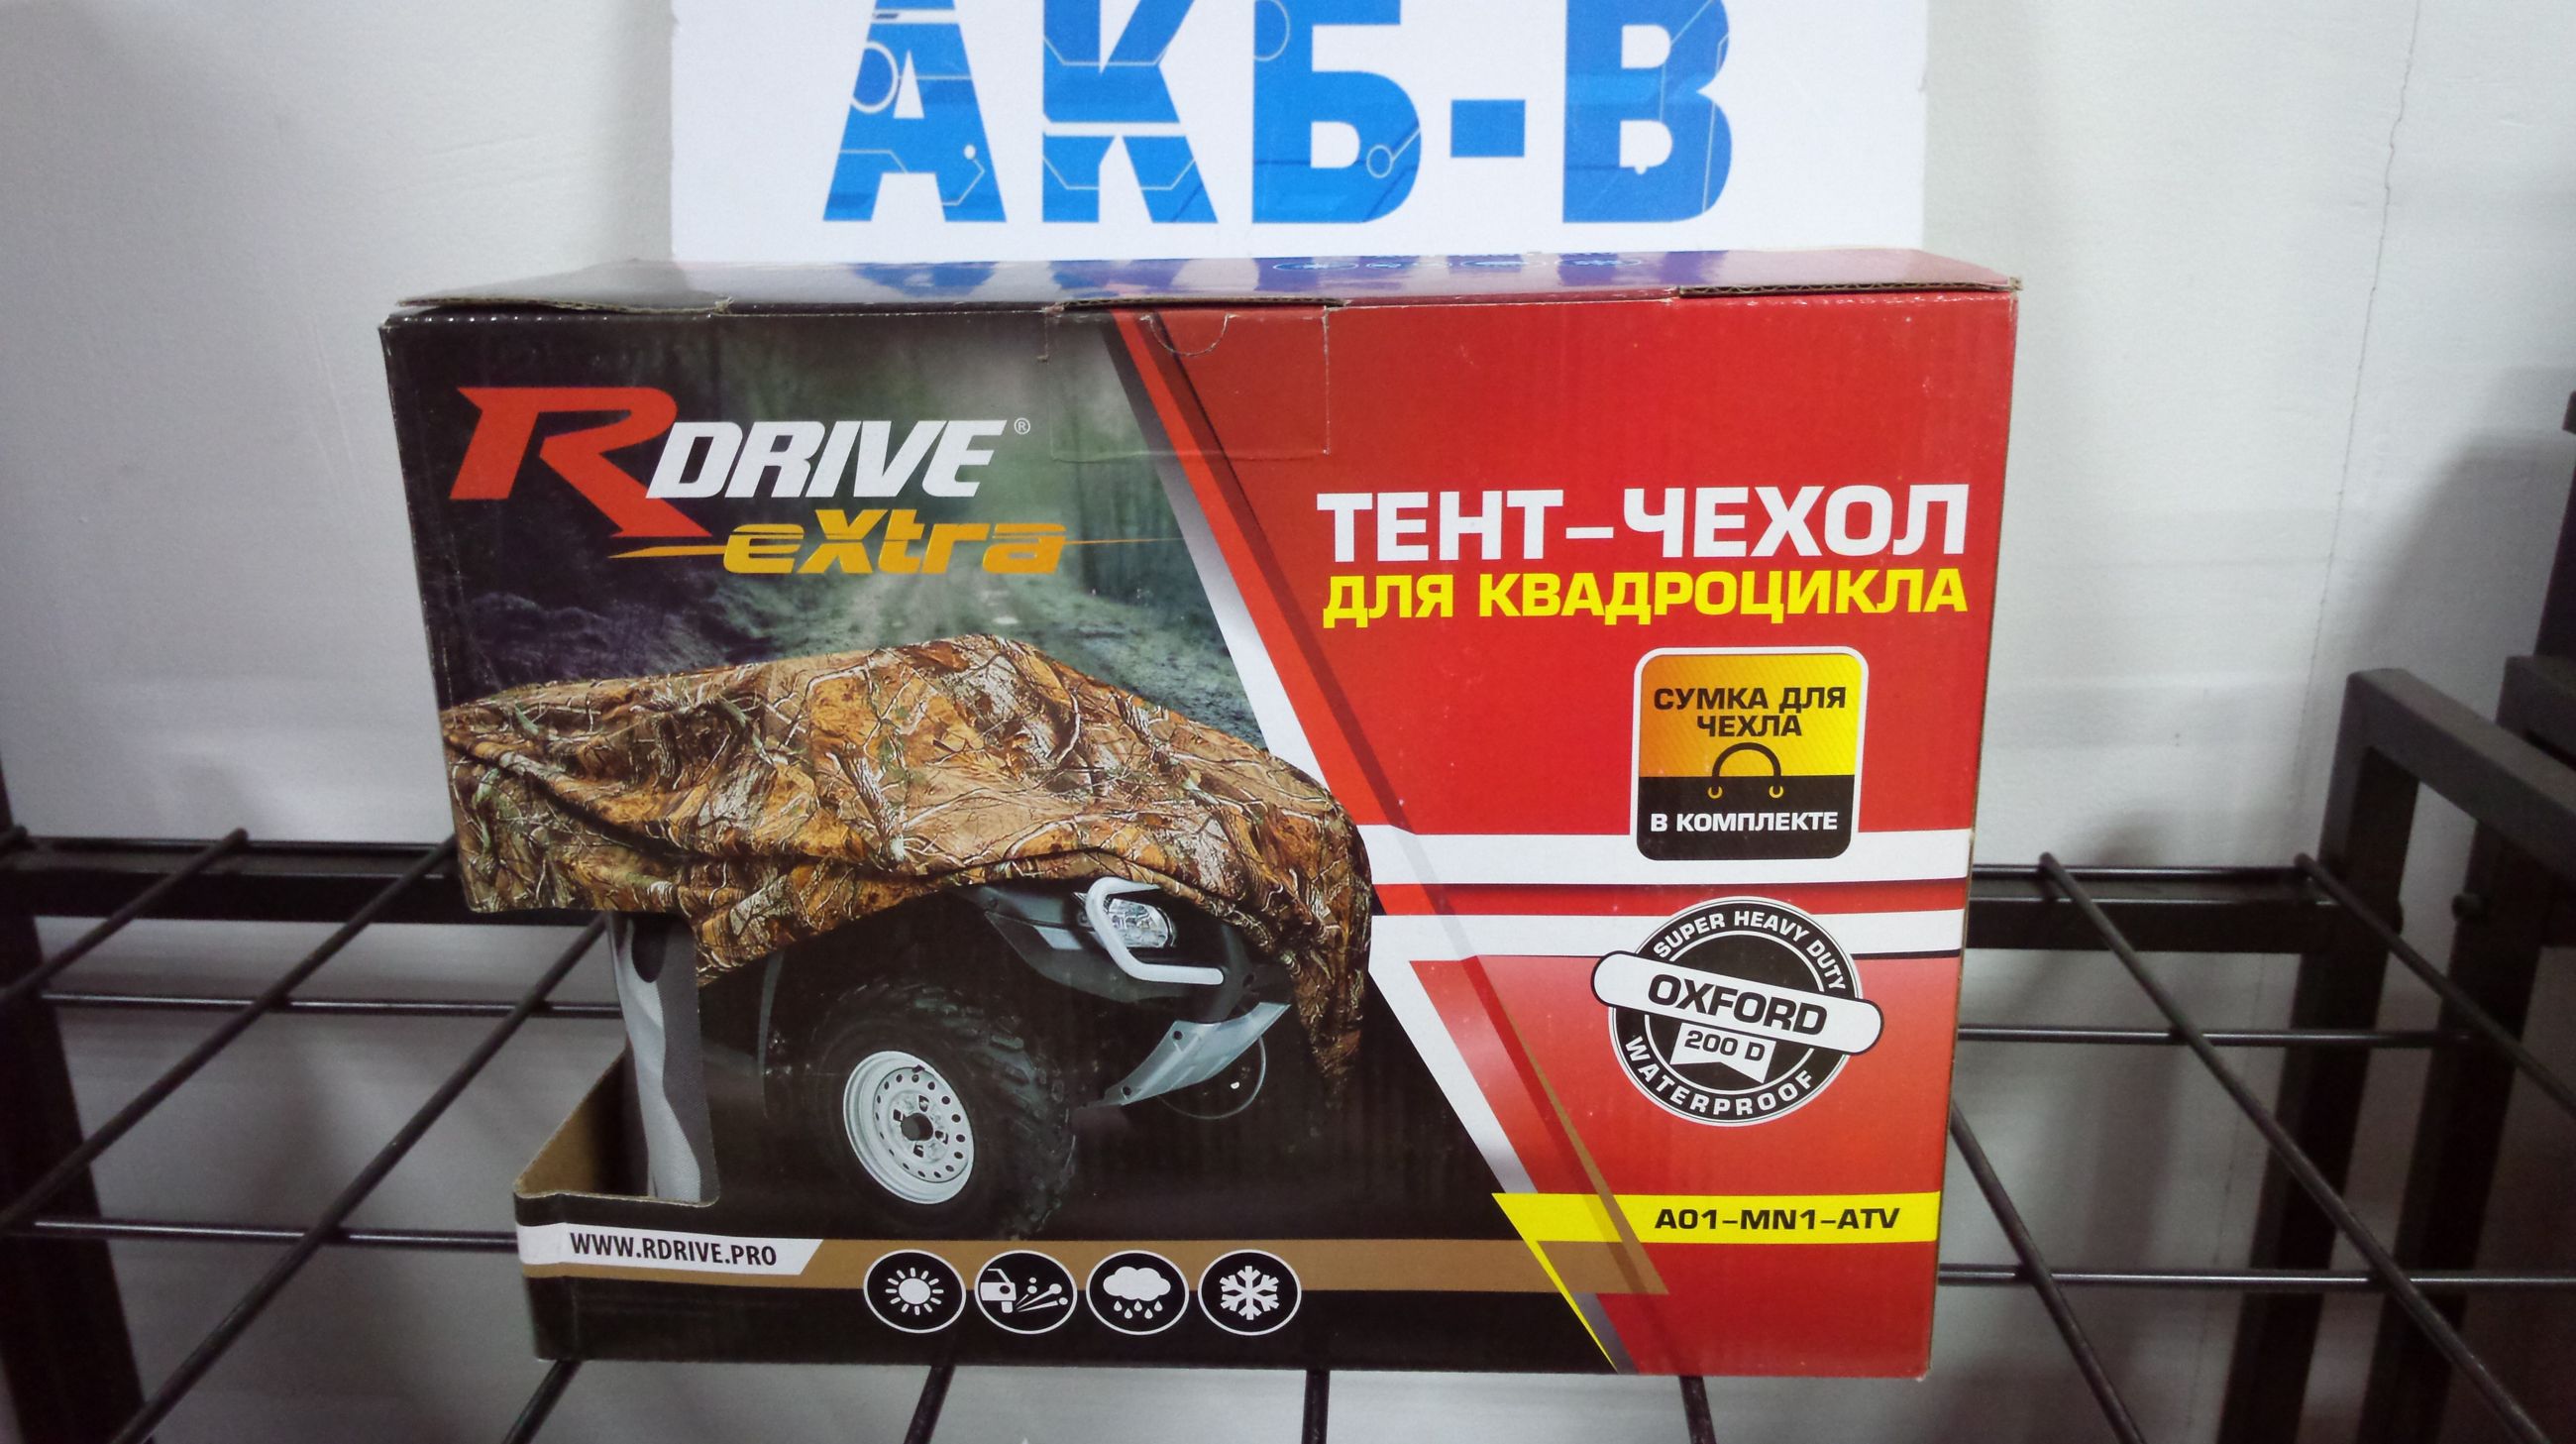 АКБ-В
RDRIVE®
eXtra
ТЕНТ-ЧЕХОЛ
ДЛЯ КВАДРОЦИКЛА
СУМКА ДЛЯ
ЧЕХЛА
В КОМПЛЕКТЕ
SUPER HEAVY DUTY
OXFORD
200 D
WATERPROOF
A01-MN1-ATV
WWW.RDRIVE.PRO